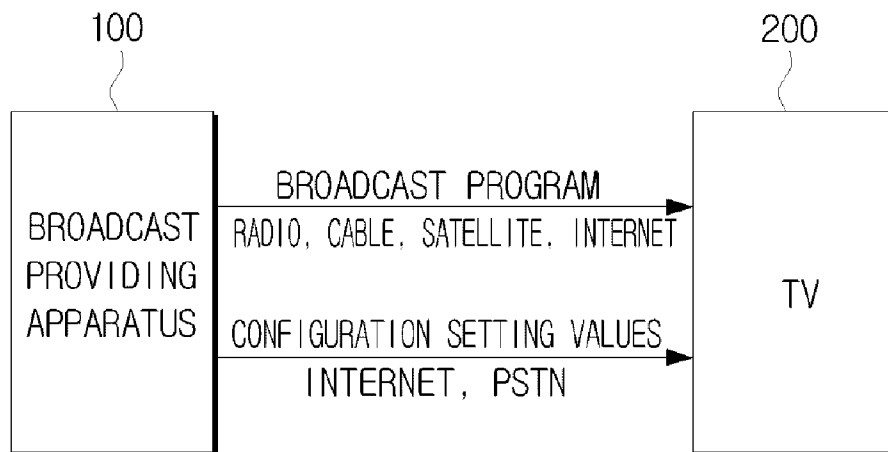 100
200
BROADCAST PROVIDING APPARATUS
BROADCAST PROGRAM
RADIO, CABLE, SATELLITE, INTERNET
CONFIGURATION SETTING VALUES
INTERNET, PSTN
TV